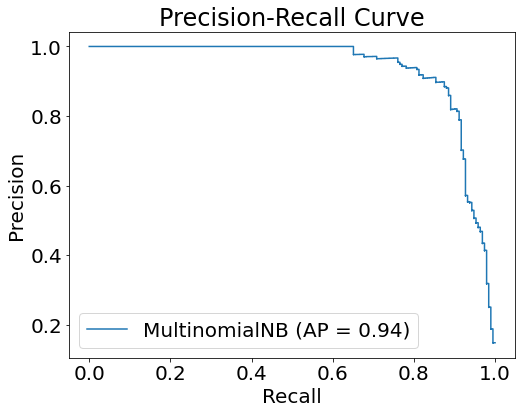 Precision-Recall Curve
1.0
0.8
0.6
0.4
0.2
Precision
MultinomialNB (AP = 0.94)
0.0 0.2 0.4 0.6 0.8 1.0
Recall